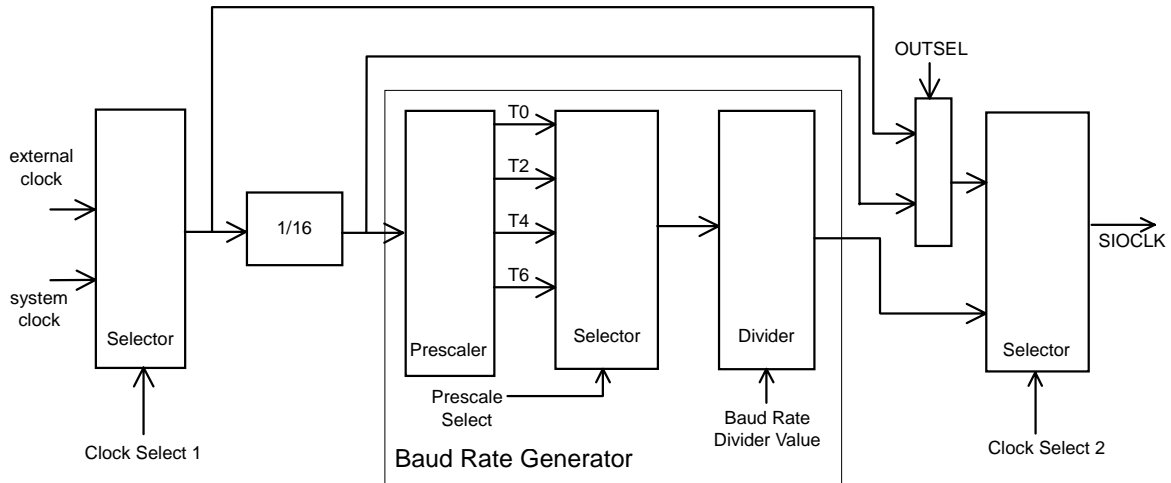 OUTSEL
T0
external
clock
T2
1/16
T4
SIOCLK
T6
system
clock
Selector
Prescaler
Selector
Divider
Selector
Prescale
Select
Baud Rate
Divider Value
Clock Select 1
Clock Select 2
Baud Rate Generator